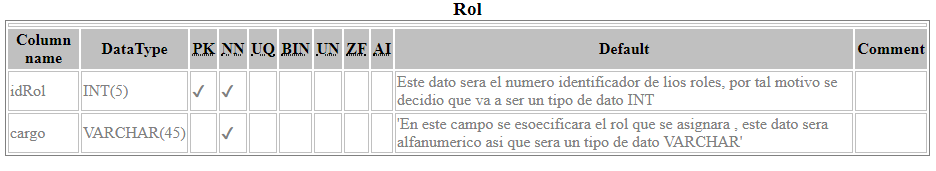 Rol
Column name DataType PK NN UQ BIN UN ZF AI Default Comment
idRol INT(5) ✓ ✓ Este dato sera el numero identificador de lios roles, por tal motivo se
decidio que va a ser un tipo de dato INT
cargo VARCHAR(45) ✓ 'En este campo se esoecificara el rol que se asignara , este dato sera
alfanumerico asi que sera un tipo de dato VARCHAR'